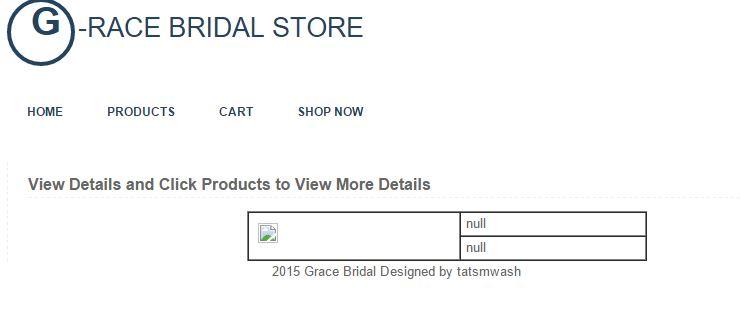 G-RACE BRIDAL STORE
HOME PRODUCTS CART SHOP NOW
View Details and Click Products to View More Details
null
null
2015 Grace Bridal Designed by tatsmwash